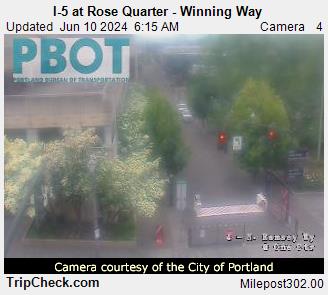 I-5 at Rose Quarter - Winning Way
Updated Jun 10 2024 6:15 AM Camera 4
PBOT
PORTLAND BUREAU OF TRANSPORTATION
Camera courtesy of the City of Portland
TripCheck.com Milepost302.00